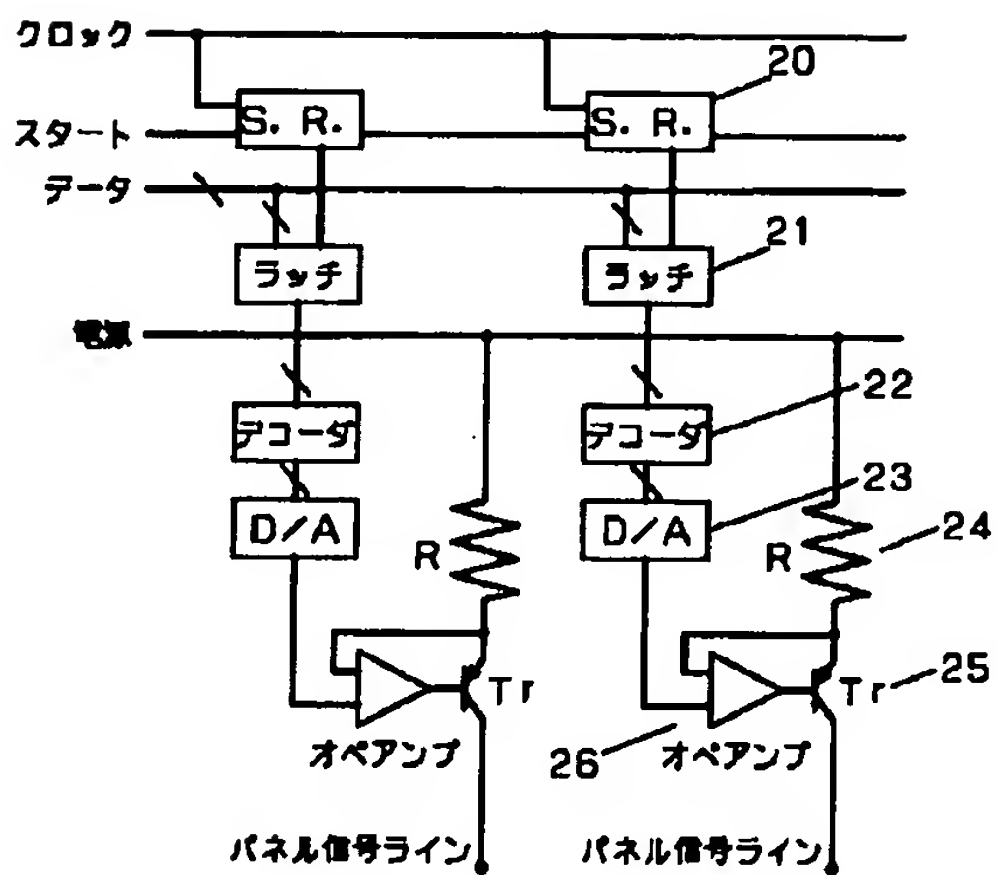 クロック
20
S. R.
S. R.
スタート
データ
21
ラッチ
ラッチ
電源
22
デコーダ
デコーダ
23
D/A
D/A
24
R
R
25
Tr
Tr
オペアンプ
26
オペアンプ
パネル信号ライン
パネル信号ライン